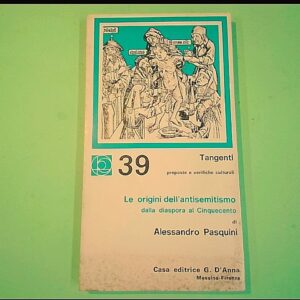 39
Tangenti
proposte e verifiche culturali
Le origini dell'antisemitismo
dalla diaspora al Cinquecento
di
Alessandro Pasquini
Casa editrice G. D'Anna
Messina-Firenze